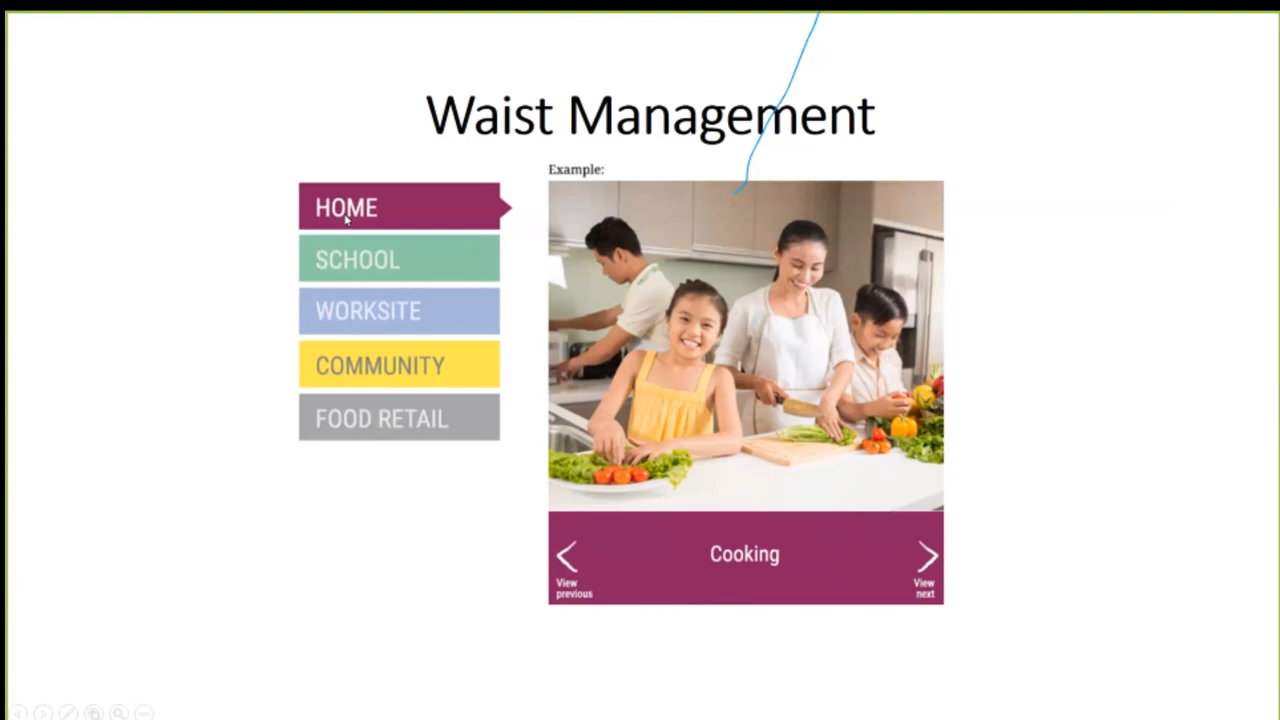 Waist Management
Example:
HOME
SCHOOL
WORKSITE
COMMUNITY
FOOD RETAIL
Cooking
View
previous
View
next